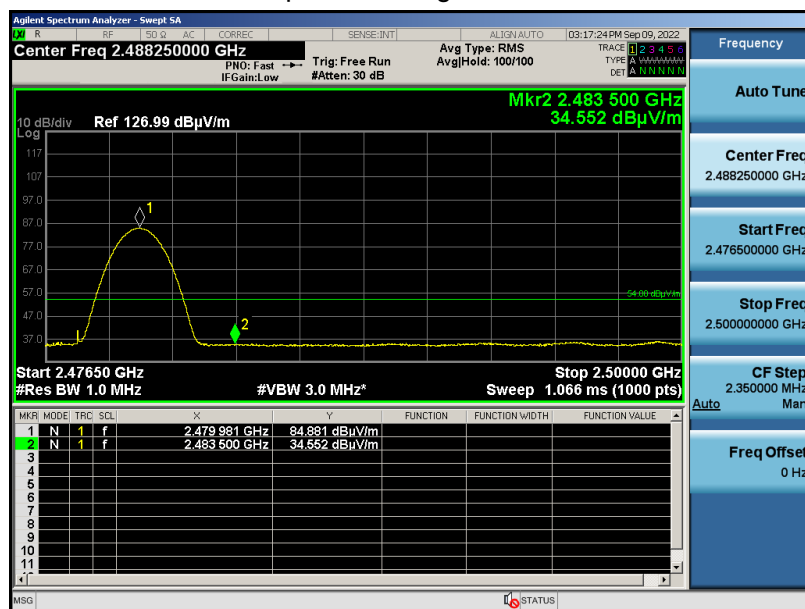 Agilent Spectrum Analyzer - Swept SA
R RF 50 Ω AC CORREC SENSE:INT ALIGN AUTO 03:17:24 PM Sep 09, 2022
Center Freq 2.488250000 GHz
PNO: Fast
IFGain:Low
Trig: Free Run
#Atten: 30 dB
Avg Type: RMS
Avg|Hold: 100/100
TRACE 1 2 3 4 5 6
TYPE A
DET A N N N N N
Mkr2 2.483 500 GHz
34.552 dBµV/m
10 dB/div Ref 126.99 dBµV/m
Log
117
107
97.0
87.0
77.0
67.0
57.0
47.0
37.0
1
2
54.00 dBµV/m
Start 2.47650 GHz Stop 2.50000 GHz
#Res BW 1.0 MHz #VBW 3.0 MHz* Sweep 1.066 ms (1000 pts)
MKR MODE TRC SCL X Y FUNCTION FUNCTION WIDTH FUNCTION VALUE
1 N 1 f 2.479 981 GHz 84.881 dBµV/m
2 N 1 f 2.483 500 GHz 34.552 dBµV/m
3
4
5
6
7
8
9
10
11
MSG STATUS
Frequency
Auto Tune
Center Freq
2.488250000 GHz
Start Freq
2.476500000 GHz
Stop Freq
2.500000000 GHz
CF Step
2.350000 MHz
Auto Man
Freq Offset
0 Hz